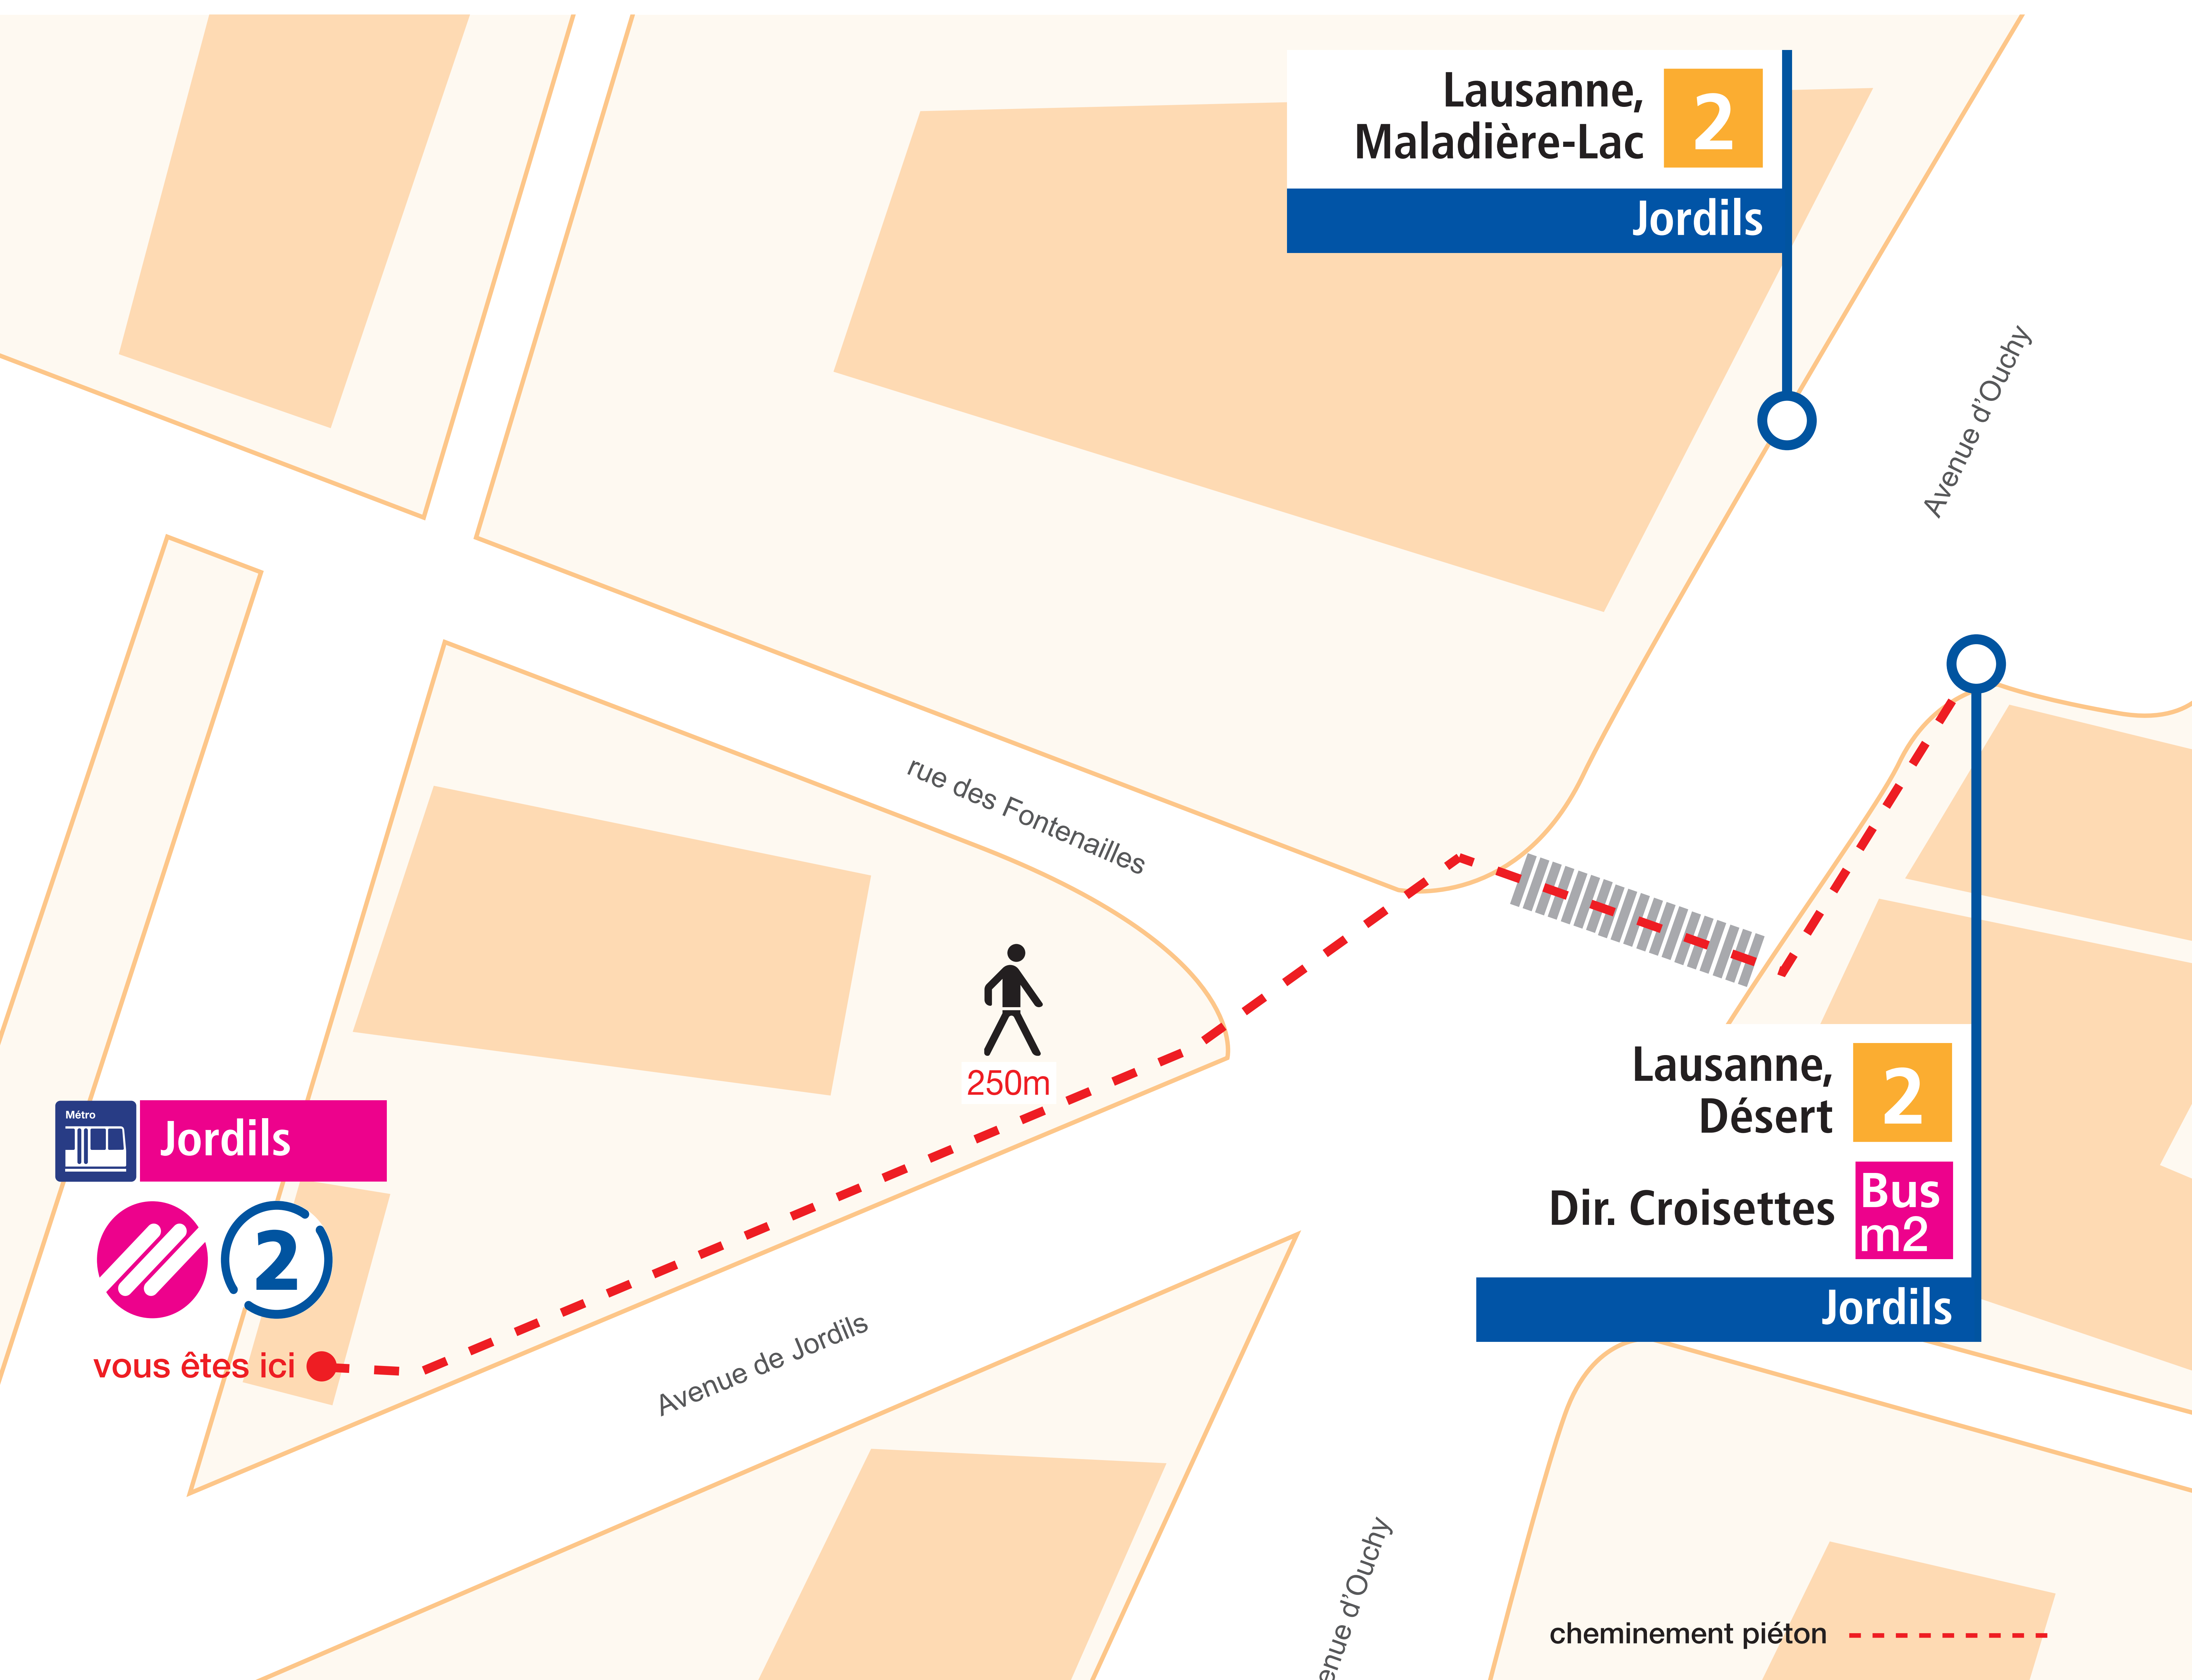 Lausanne,
Maladière-Lac
2
Jordils
Avenue d'Ouchy
rue des Fontenailles
250m
Métro
Jordils
2
vous êtes ici
Avenue de Jordils
Lausanne,
Désert
2
Dir. Croisettes
Bus
m2
Jordils
enue d'Ouchy
cheminement piéton